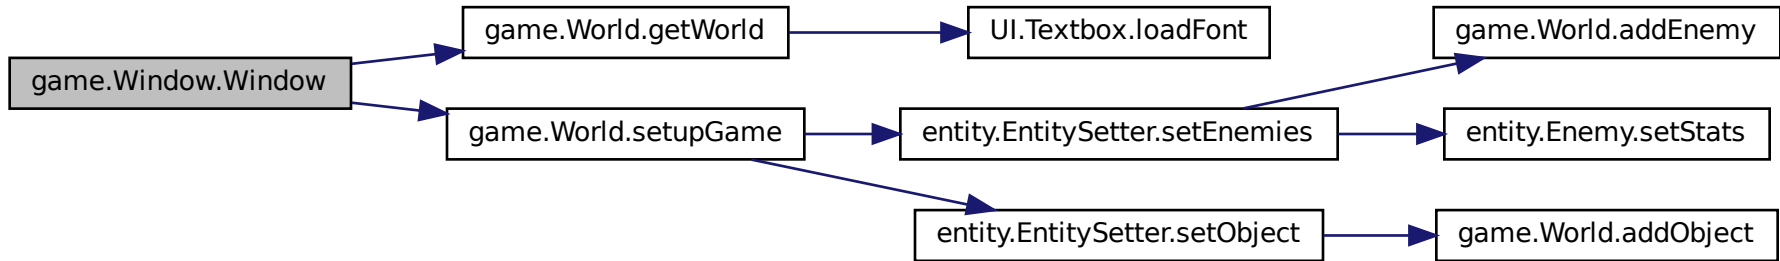 game.Window.Window
game.World.getWorld
UI.Textbox.loadFont
game.World.setupGame
entity.EntitySetter.setEnemies
game.World.addEnemy
entity.Enemy.setStats
entity.EntitySetter.setObject
game.World.addObject